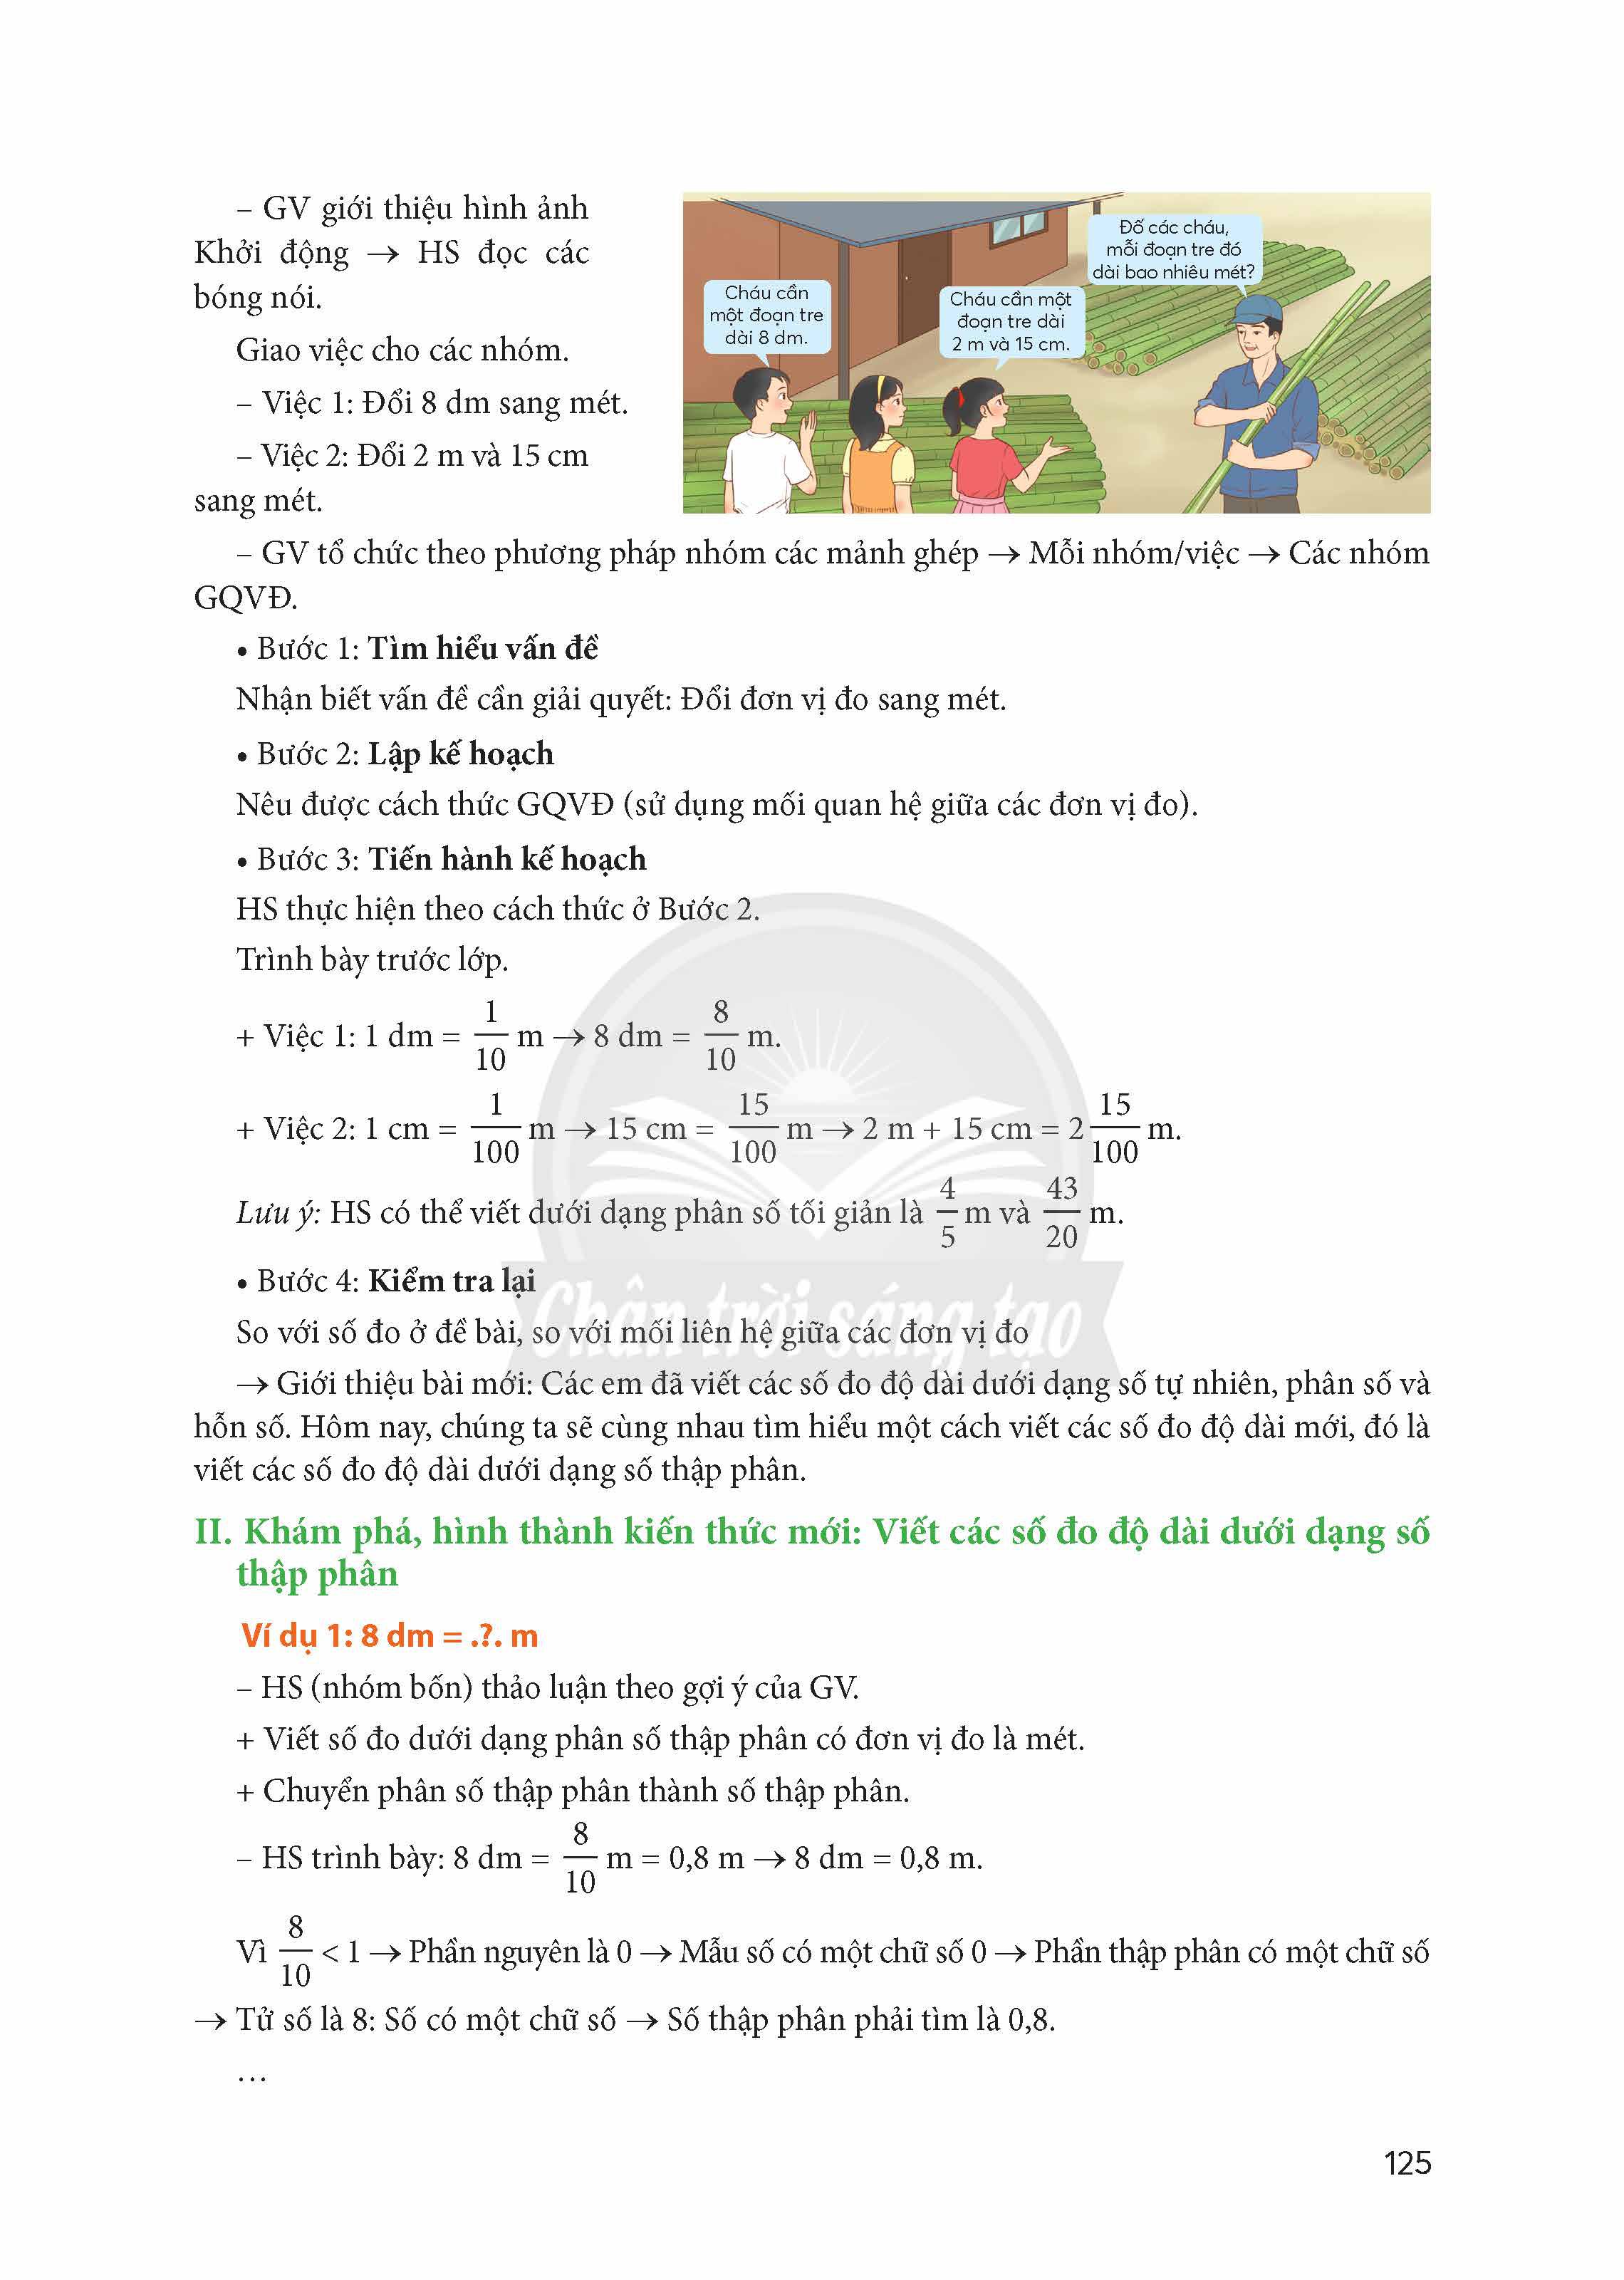 – GV giới thiệu hình ảnh
Khởi động → HS đọc các
bóng nói.
Giao việc cho các nhóm.
– Việc 1: Đổi 8 dm sang mét.
– Việc 2: Đổi 2 m và 15 cm
sang mét.
Cháu cần
một đoạn tre
dài 8 dm.
Cháu cần một
đoạn tre dài
2 m và 15 cm.
Đố các cháu,
mỗi đoạn tre đó
dài bao nhiêu mét?
– GV tổ chức theo phương pháp nhóm các mảnh ghép → Mỗi nhóm/việc → Các nhóm
GQVĐ.
• Bước 1: Tìm hiểu vấn đề
Nhận biết vấn đề cần giải quyết: Đổi đơn vị đo sang mét.
• Bước 2: Lập kế hoạch
Nêu được cách thức GQVĐ (sử dụng mối quan hệ giữa các đơn vị đo).
• Bước 3: Tiến hành kế hoạch
HS thực hiện theo cách thức ở Bước 2.
Trình bày trước lớp.
+ Việc 1: 1 dm = 1/10 m → 8 dm = 8/10 m.
+ Việc 2: 1 cm = 1/100 m → 15 cm = 15/100 m → 2 m + 15 cm = 2 15/100 m.
Lưu ý: HS có thể viết dưới dạng phân số tối giản là 4/5 m và 43/20 m.
• Bước 4: Kiểm tra lại
So với số đo ở đề bài, so với mối liên hệ giữa các đơn vị đo
→ Giới thiệu bài mới: Các em đã viết các số đo độ dài dưới dạng số tự nhiên, phân số và
hỗn số. Hôm nay, chúng ta sẽ cùng nhau tìm hiểu một cách viết các số đo độ dài mới, đó là
viết các số đo độ dài dưới dạng số thập phân.
Chân trời sáng tạo
II. Khám phá, hình thành kiến thức mới: Viết các số đo độ dài dưới dạng số
thập phân
Ví dụ 1: 8 dm = .?. m
– HS (nhóm bốn) thảo luận theo gợi ý của GV.
+ Viết số đo dưới dạng phân số thập phân có đơn vị đo là mét.
+ Chuyển phân số thập phân thành số thập phân.
– HS trình bày: 8 dm = 8/10 m = 0,8 m → 8 dm = 0,8 m.
Vì 8/10 < 1 → Phần nguyên là 0 → Mẫu số có một chữ số 0 → Phần thập phân có một chữ số
→ Tử số là 8: Số có một chữ số → Số thập phân phải tìm là 0,8.
…
125